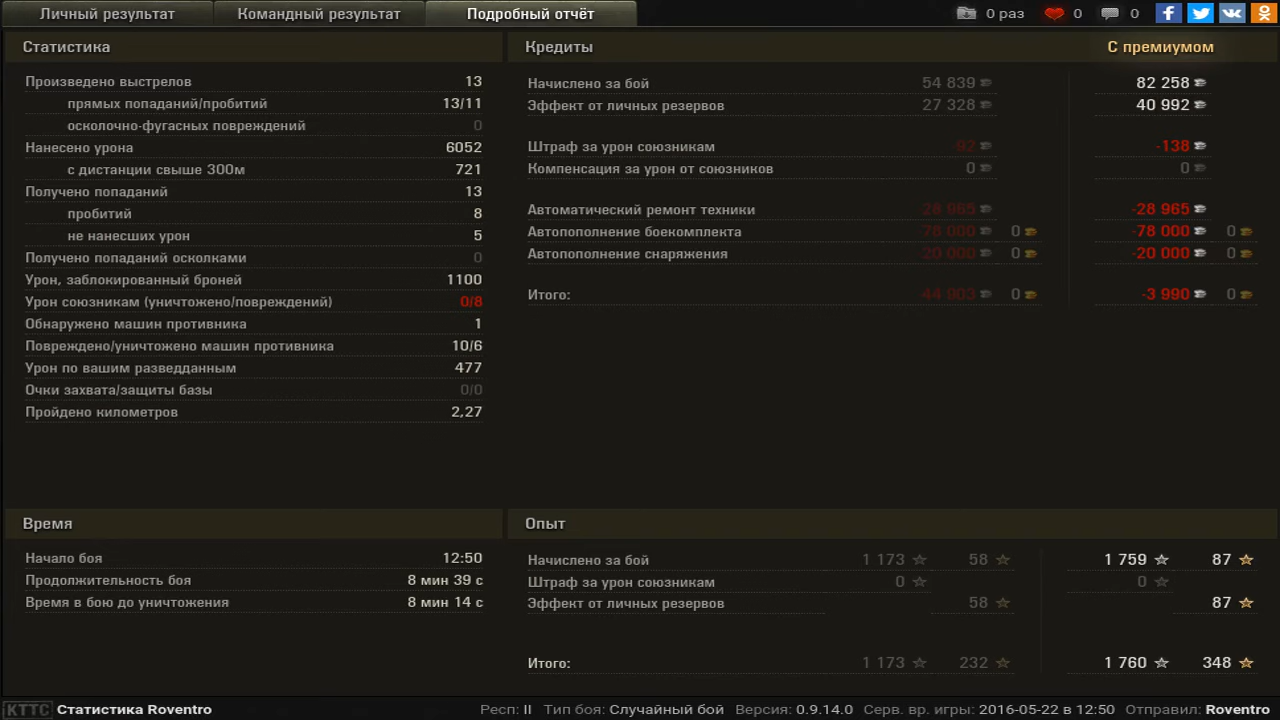 Личный результат Командный результат Подробный отчёт 0 раз 0 0
Статистика
Произведено выстрелов 13
прямых попаданий/пробитий 13/11
осколочно-фугасных повреждений 0
Нанесено урона 6052
с дистанции свыше 300м 721
Получено попаданий 13
пробитий 8
не нанесших урон 5
Получено попаданий осколками 0
Урон, заблокированный броней 1100
Урон союзникам (уничтожено/повреждений) 0/8
Обнаружено машин противника 1
Повреждено/уничтожено машин противника 10/6
Урон по вашим разведданным 477
Очки захвата/защиты базы 0/0
Пройдено километров 2,27
Кредиты С премиумом
Начислено за бой 54 839 82 258
Эффект от личных резервов 27 328 40 992
Штраф за урон союзникам -92 -138
Компенсация за урон от союзников 0 0
Автоматический ремонт техники -28 965 -28 965
Автопополнение боекомплекта -78 000 0 -78 000 0
Автопополнение снаряжения -20 000 0 -20 000 0
Итого: -44 903 0 -3 990 0
Время
Начало боя 12:50
Продолжительность боя 8 мин 39 с
Время в бою до уничтожения 8 мин 14 с
Опыт
Начислено за бой 1 173 58 1 759 87
Штраф за урон союзникам 0 0
Эффект от личных резервов 58 87
Итого: 1 173 232 1 760 348
КТТС Статистика Roventro Респ: II Тип боя: Случайный бой Версия: 0.9.14.0 Серв. вр. игры: 2016-05-22 в 12:50 Отправил: Roventro